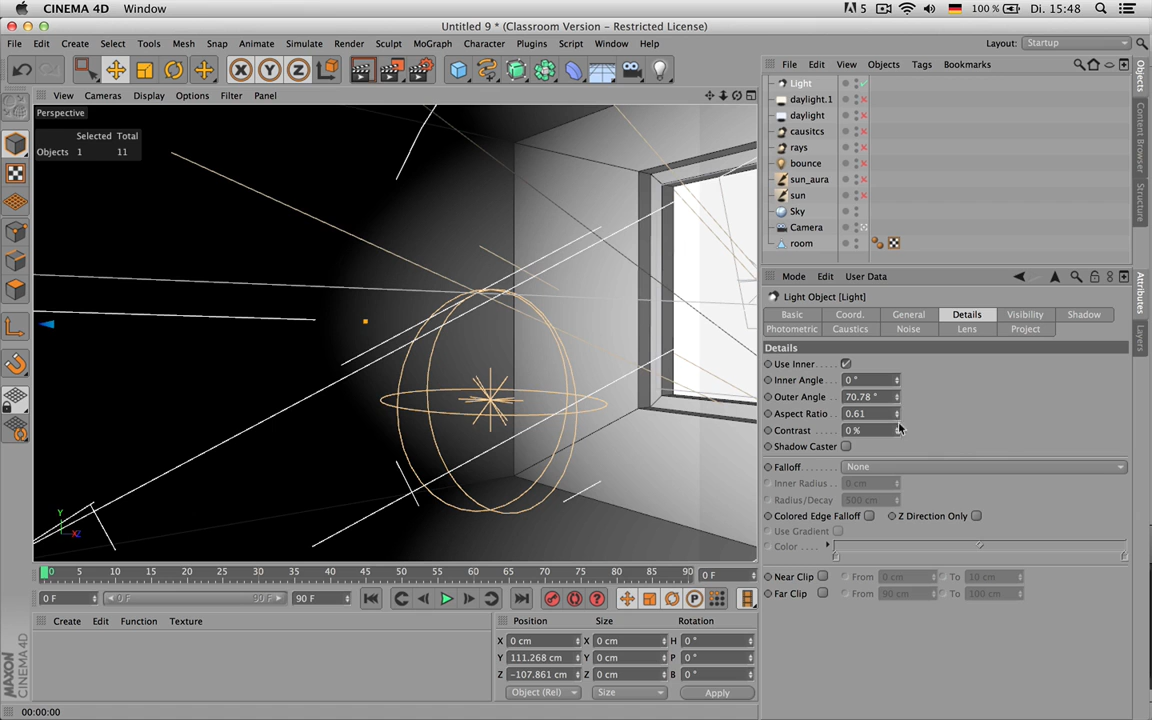 CINEMA 4D Window 5 100 % Di. 15:48
Untitled 9 * (Classroom Version - Restricted License)
File Edit Create Select Tools Mesh Snap Animate Simulate Render Sculpt MoGraph Character Plugins Script Window Help Layout: Startup
X Y Z
File Edit View Objects Tags Bookmarks
View Cameras Display Options Filter Panel
Perspective
Selected Total
Objects 1 11
Light
daylight.1
daylight
causitcs
rays
bounce
sun_aura
sun
Sky
Camera
room
Objects
Content Browser
Structure
Mode Edit User Data
Light Object [Light]
Basic Coord. General Details Visibility Shadow
Photometric Caustics Noise Lens Project
Attributes
Layers
Details
Use Inner
Inner Angle 0 °
Outer Angle 70.78 °
Aspect Ratio 0.61
Contrast 0 %
Shadow Caster
Falloff None
Inner Radius 0 cm
Radius/Decay 500 cm
Colored Edge Falloff Z Direction Only
Use Gradient
Color
Near Clip From 0 cm To 10 cm
Far Clip From 90 cm To 100 cm
Y
X Z
0 5 10 15 20 25 30 35 40 45 50 55 60 65 70 75 80 85 90 0 F
0 F 0 F 90 F 90 F P
Create Edit Function Texture
Position Size Rotation
X 0 cm X 0 cm H 0 °
Y 111.268 cm Y 0 cm P 0 °
Z -107.861 cm Z 0 cm B 0 °
Object (Rel) Size Apply
MAXON
CINEMA 4D
00:00:00